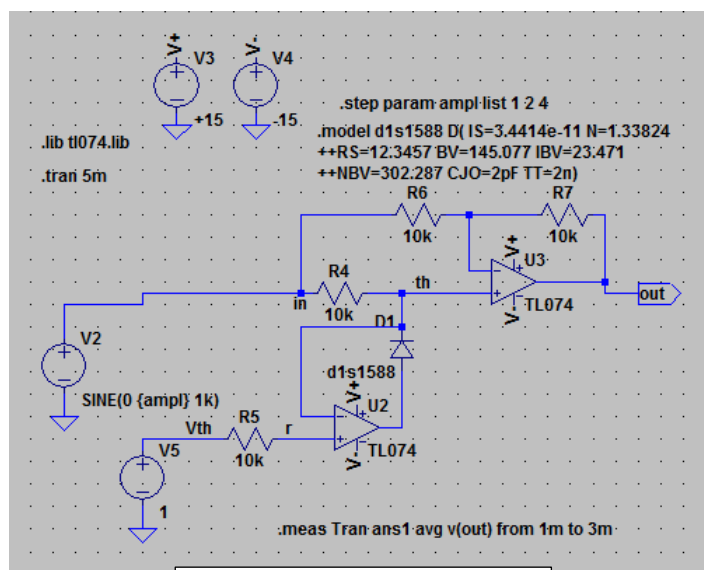 V+
V3
+15
V-
V4
-15
.step param ampl list 1 2 4
.lib tl074.lib
.model d1s1588 D( IS=3.4414e-11 N=1.33824
++RS=12.3457 BV=145.077 IBV=23.471
.tran 5m
++NBV=302.287 CJO=2pF TT=2n)
R6
10k
R7
10k
V+
U3
TL074
V-
out
in
R4
10k
th
D1
d1s1588
V2
SINE(0 {ampl} 1k)
V+
U2
TL074
V-
Vth
R5
10k
r
V5
1
.meas Tran ans1 avg v(out) from 1m to 3m